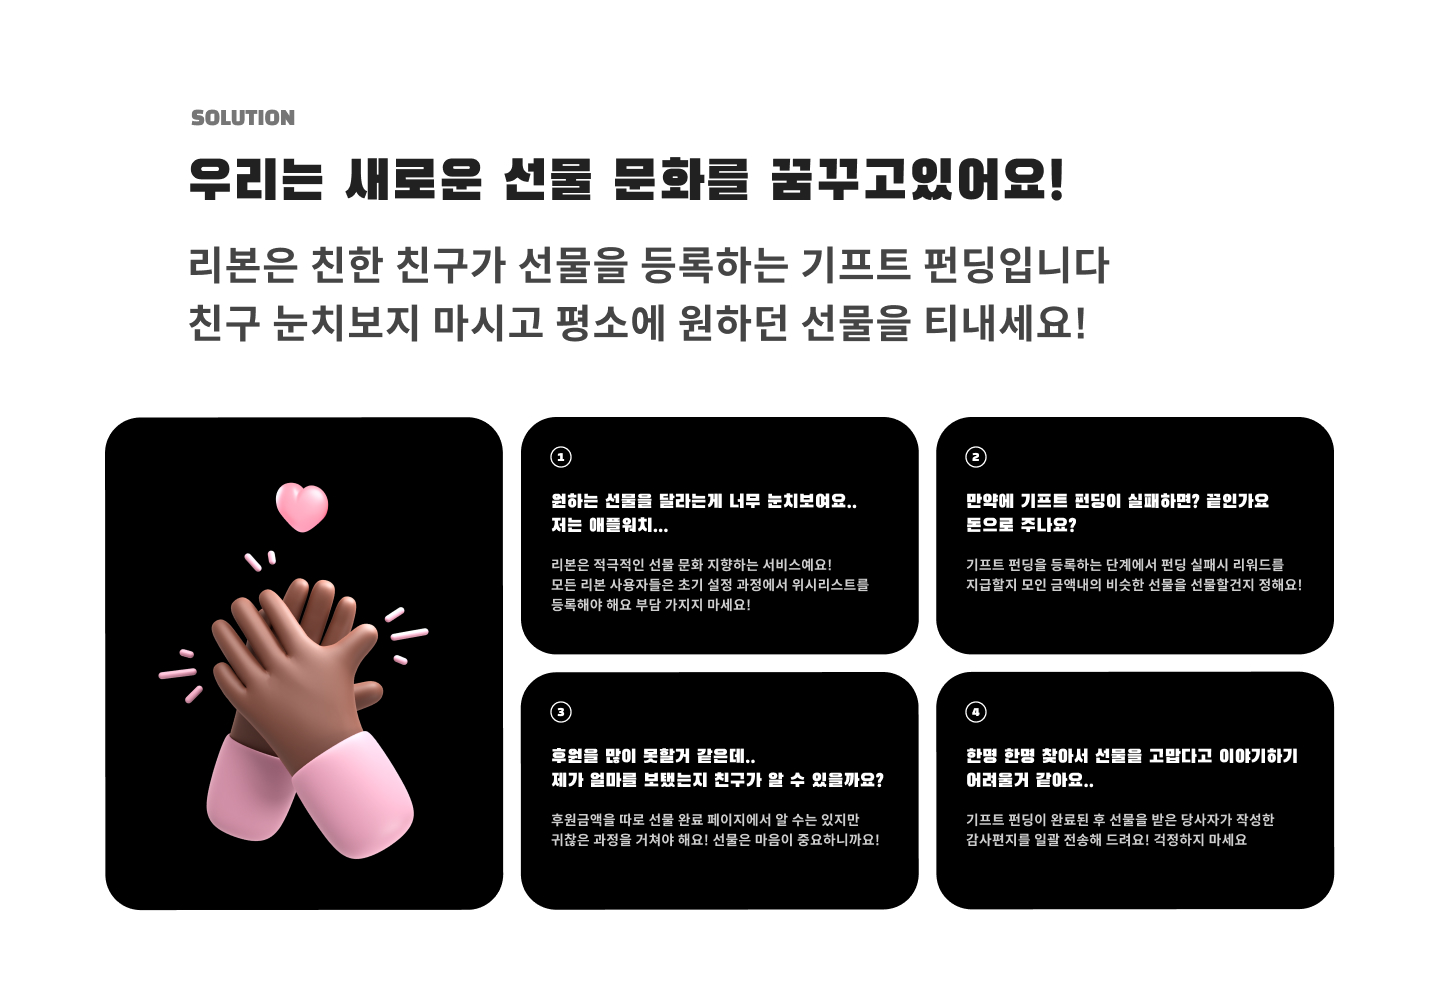 SOLUTION
우리는 새로운 선물 문화를 꿈꾸고있어요!
리본은 친한 친구가 선물을 등록하는 기프트 펀딩입니다
친구 눈치보지 마시고 평소에 원하던 선물을 티내세요!
1
원하는 선물을 달라는게 너무 눈치보여요..
저는 애플워치...
리본은 적극적인 선물 문화 지향하는 서비스예요!
모든 리본 사용자들은 초기 설정 과정에서 위시리스트를
등록해야 해요 부담 가지지 마세요!
2
만약에 기프트 펀딩이 실패하면? 끝인가요
돈으로 주나요?
기프트 펀딩을 등록하는 단계에서 펀딩 실패시 리워드를
지급할지 모인 금액내의 비슷한 선물을 선물할건지 정해요!
3
후원을 많이 못할거 같은데..
제가 얼마를 보탰는지 친구가 알 수 있을까요?
후원금액을 따로 선물 완료 페이지에서 알 수는 있지만
귀찮은 과정을 거쳐야 해요! 선물은 마음이 중요하니까요!
4
한명 한명 찾아서 선물을 고맙다고 이야기하기
어려울거 같아요..
기프트 펀딩이 완료된 후 선물을 받은 당사자가 작성한
감사편지를 일괄 전송해 드려요! 걱정하지 마세요